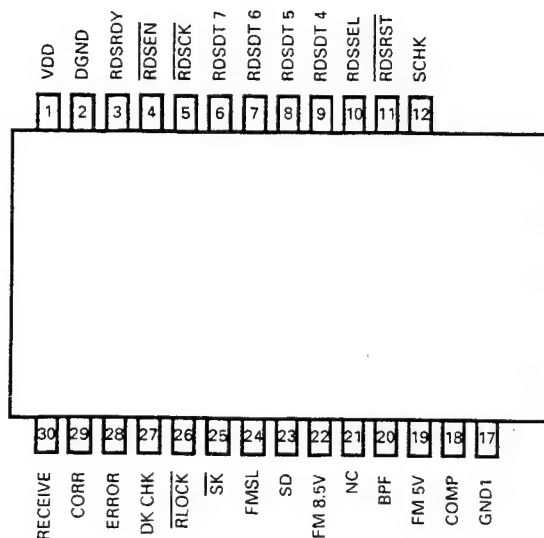 VDD
DGND
RDSRDY
RDSEN
RDSCK
RDSDT 7
RDSDT 6
RDSDT 5
RDSDT 4
RDSSEL
RDSRST
SCHK
1 2 3 4 5 6 7 8 9 10 11 12
30 29 28 27 26 25 24 23 22 21 20 19 18 17
RECEIVE
CORR
ERROR
DK CHK
RLOCK
SK
FMSL
SD
FM 8.5V
NC
BPF
FM 5V
COMP
GND1